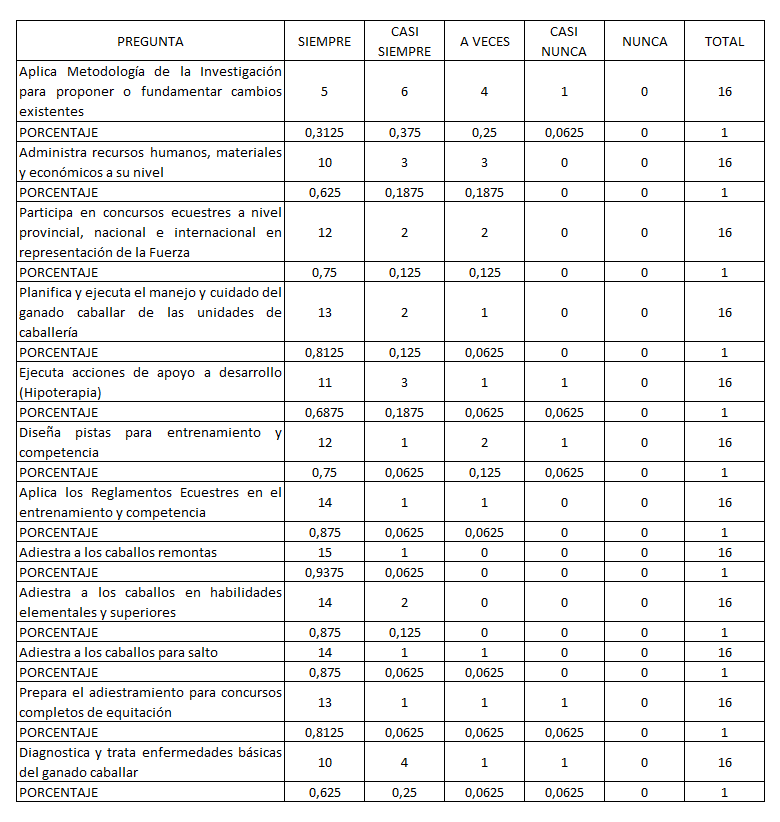 PREGUNTA SIEMPRE CASI SIEMPRE A VECES CASI NUNCA NUNCA TOTAL
Aplica Metodología de la Investigación
para proponer o fundamentar cambios
existentes
5 6 4 1 0 16
PORCENTAJE 0,3125 0,375 0,25 0,0625 0 1
Administra recursos humanos, materiales
y económicos a su nivel
10 3 3 0 0 16
PORCENTAJE 0,625 0,1875 0,1875 0 0 1
Participa en concursos ecuestres a nivel
provincial, nacional e internacional en
representación de la Fuerza
12 2 2 0 0 16
PORCENTAJE 0,75 0,125 0,125 0 0 1
Planifica y ejecuta el manejo y cuidado del
ganado caballar de las unidades de
caballería
13 2 1 0 0 16
PORCENTAJE 0,8125 0,125 0,0625 0 0 1
Ejecuta acciones de apoyo a desarrollo
(Hipoterapia)
11 3 1 1 0 16
PORCENTAJE 0,6875 0,1875 0,0625 0,0625 0 1
Diseña pistas para entrenamiento y
competencia
12 1 2 1 0 16
PORCENTAJE 0,75 0,0625 0,125 0,0625 0 1
Aplica los Reglamentos Ecuestres en el
entrenamiento y competencia
14 1 1 0 0 16
PORCENTAJE 0,875 0,0625 0,0625 0 0 1
Adiestra a los caballos remontas 15 1 0 0 0 16
PORCENTAJE 0,9375 0,0625 0 0 0 1
Adiestra a los caballos en habilidades
elementales y superiores
14 2 0 0 0 16
PORCENTAJE 0,875 0,125 0 0 0 1
Adiestra a los caballos para salto 14 1 1 0 0 16
PORCENTAJE 0,875 0,0625 0,0625 0 0 1
Prepara el adiestramiento para concursos
completos de equitación
13 1 1 1 0 16
PORCENTAJE 0,8125 0,0625 0,0625 0,0625 0 1
Diagnostica y trata enfermedades básicas
del ganado caballar
10 4 1 1 0 16
PORCENTAJE 0,625 0,25 0,0625 0,0625 0 1